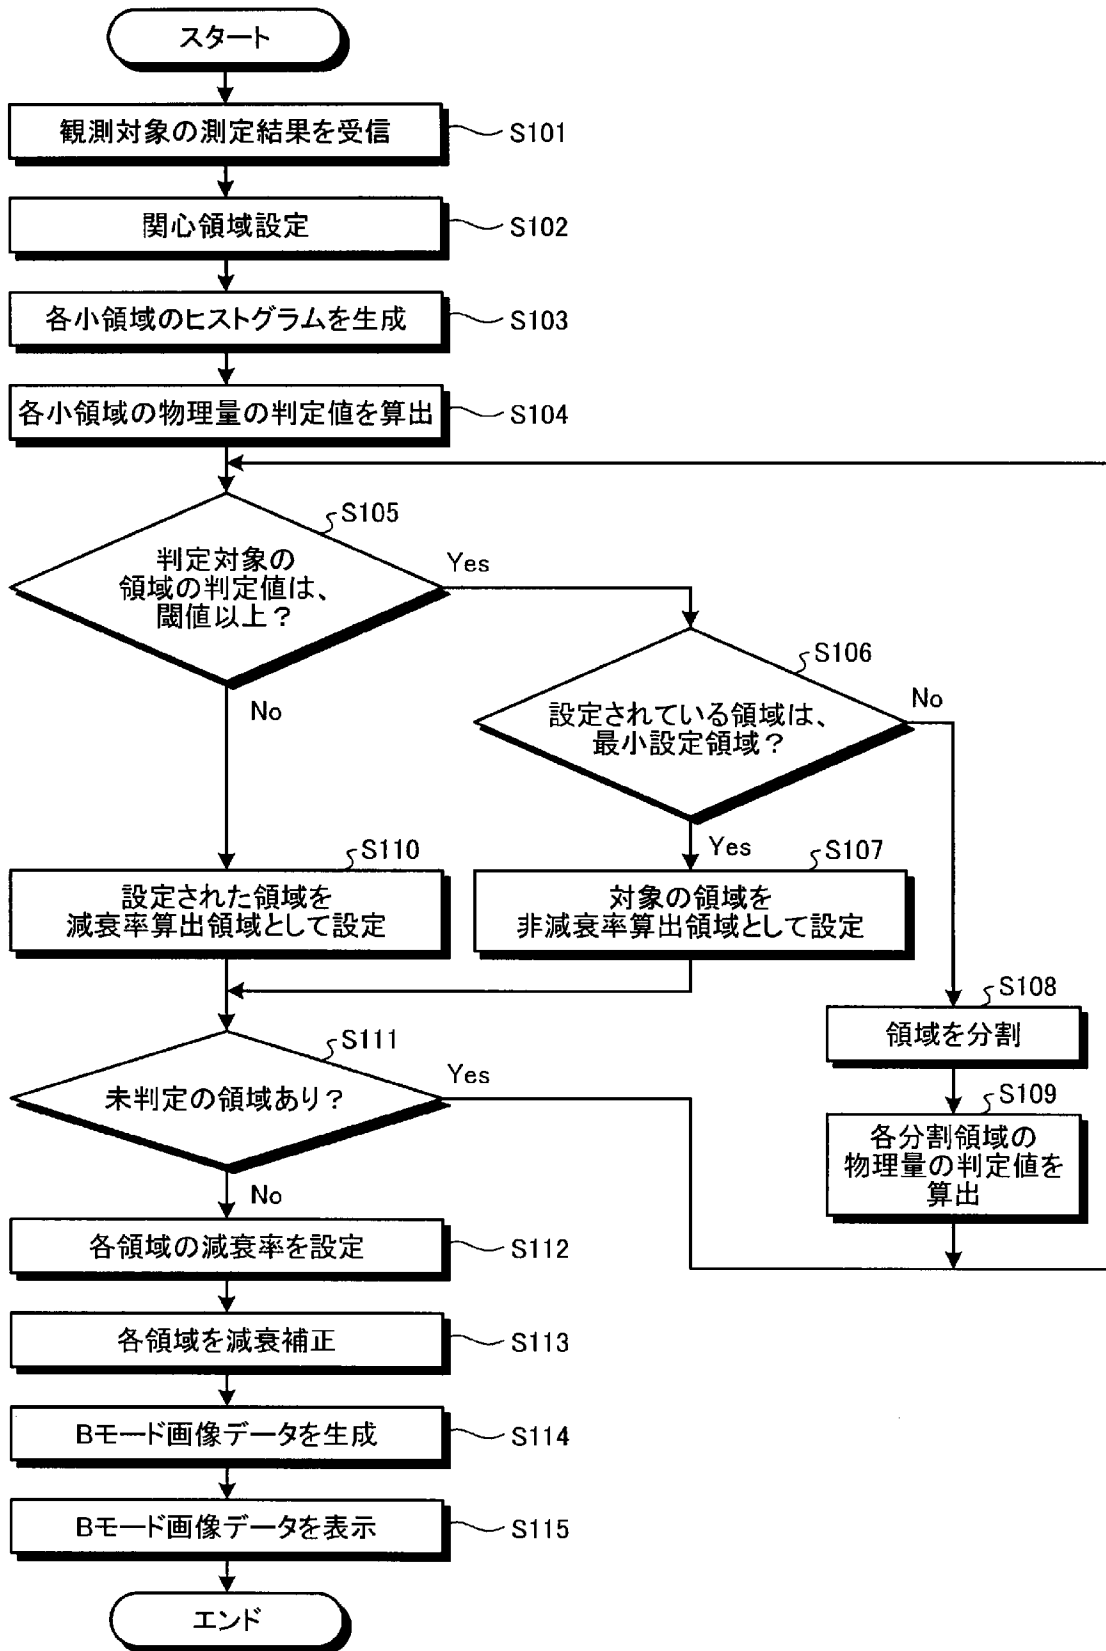 スタート
観測対象の測定結果を受信
S101
関心領域設定
S102
各小領域のヒストグラムを生成
S103
各小領域の物理量の判定値を算出
S104
S105
判定対象の
領域の判定値は、
閾値以上？
Yes
No
S106
設定されている領域は、
最小設定領域？
No
Yes
S110
設定された領域を
減衰率算出領域として設定
S107
対象の領域を
非減衰率算出領域として設定
S108
領域を分割
S109
各分割領域の
物理量の判定値を
算出
S111
未判定の領域あり？
Yes
No
各領域の減衰率を設定
S112
各領域を減衰補正
S113
Bモード画像データを生成
S114
Bモード画像データを表示
S115
エンド